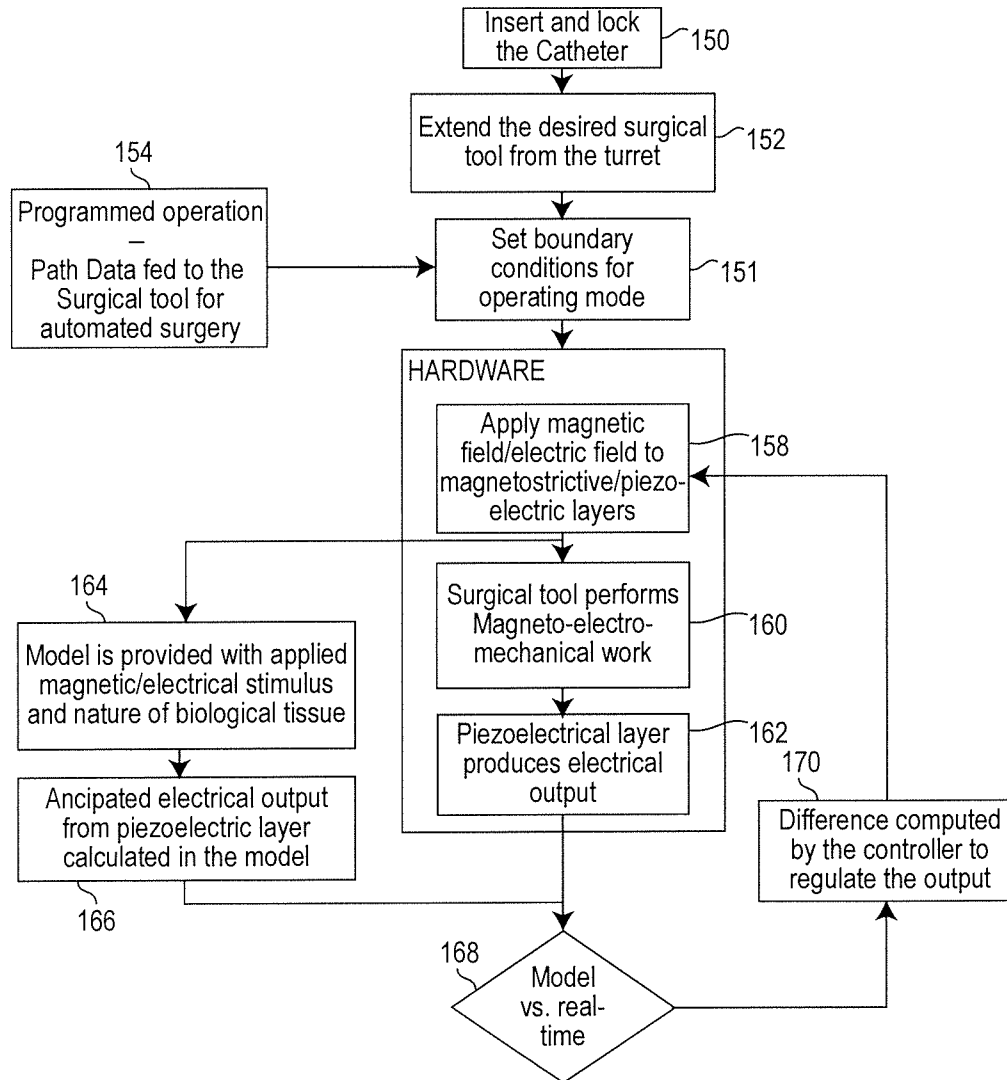 Insert and lock
the Catheter
150
Extend the desired surgical
tool from the turret
152
154
Programmed operation
–
Path Data fed to the
Surgical tool for
automated surgery
Set boundary
conditions for
operating mode
151
HARDWARE
Apply magnetic
field/electric field to
magnetostrictive/piezo-
electric layers
158
164
Model is provided with applied
magnetic/electrical stimulus
and nature of biological tissue
Surgical tool performs
Magneto-electro-
mechanical work
160
Piezoelectrical layer
produces electrical
output
162
Ancipated electrical output
from piezoelectric layer
calculated in the model
166
170
Difference computed
by the controller to
regulate the output
168
Model
vs. real-
time